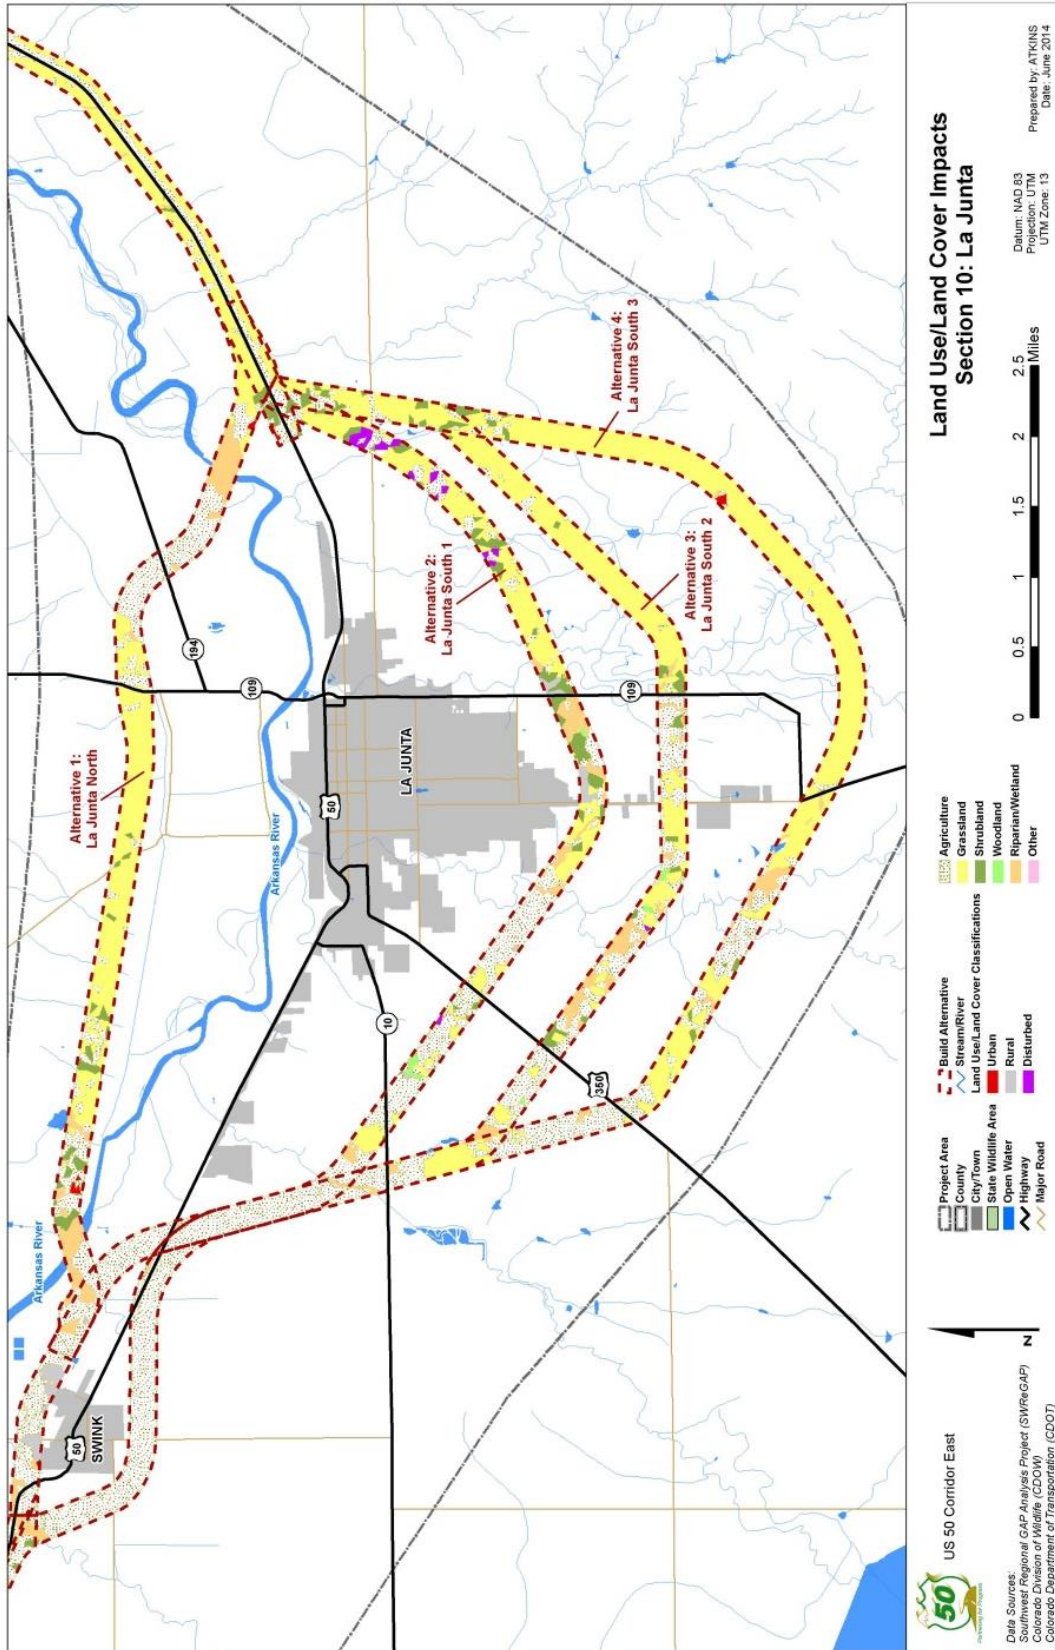 Land Use/Land Cover Impacts
Section 10: La Junta
Prepared by: ATKINS
Date: June 2014
Datum: NAD 83
Projection: UTM
UTM Zone: 13
Alternative 1:
La Junta North
Alternative 2:
La Junta South 1
Alternative 3:
La Junta South 2
Alternative 4:
La Junta South 3
Arkansas River
Arkansas River
SWINK
LA JUNTA
50
50
10
350
109
109
194
US 50 Corridor East
50
Data Sources:
Southwest Regional GAP Analysis Project (SWReGAP)
Colorado Division of Wildlife (CDOW)
Colorado Department of Transportation (CDOT)
N
Project Area
County
City/Town
State Wildlife Area
Open Water
Highway
Major Road
Build Alternative
Stream/River
Land Use/Land Cover Classifications
Urban
Rural
Disturbed
Agriculture
Grassland
Shrubland
Woodland
Riparian/Wetland
Other
0 0.5 1 1.5 2 2.5
Miles